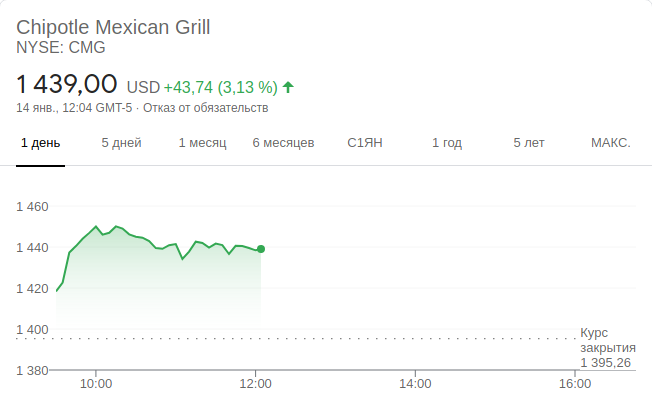 Chipotle Mexican Grill
NYSE: CMG
1 439,00 USD +43,74 (3,13 %)
14 янв., 12:04 GMT-5 · Отказ от обязательств
1 день 5 дней 1 месяц 6 месяцев С1ЯН 1 год 5 лет МАКС.
1 460
1 440
1 420
1 400
Курс
закрытия
1 395,26
1 380
10:00 12:00 14:00 16:00